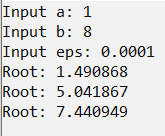 Input a: 1
Input b: 8
Input eps: 0.0001
Root: 1.490868
Root: 5.041867
Root: 7.440949